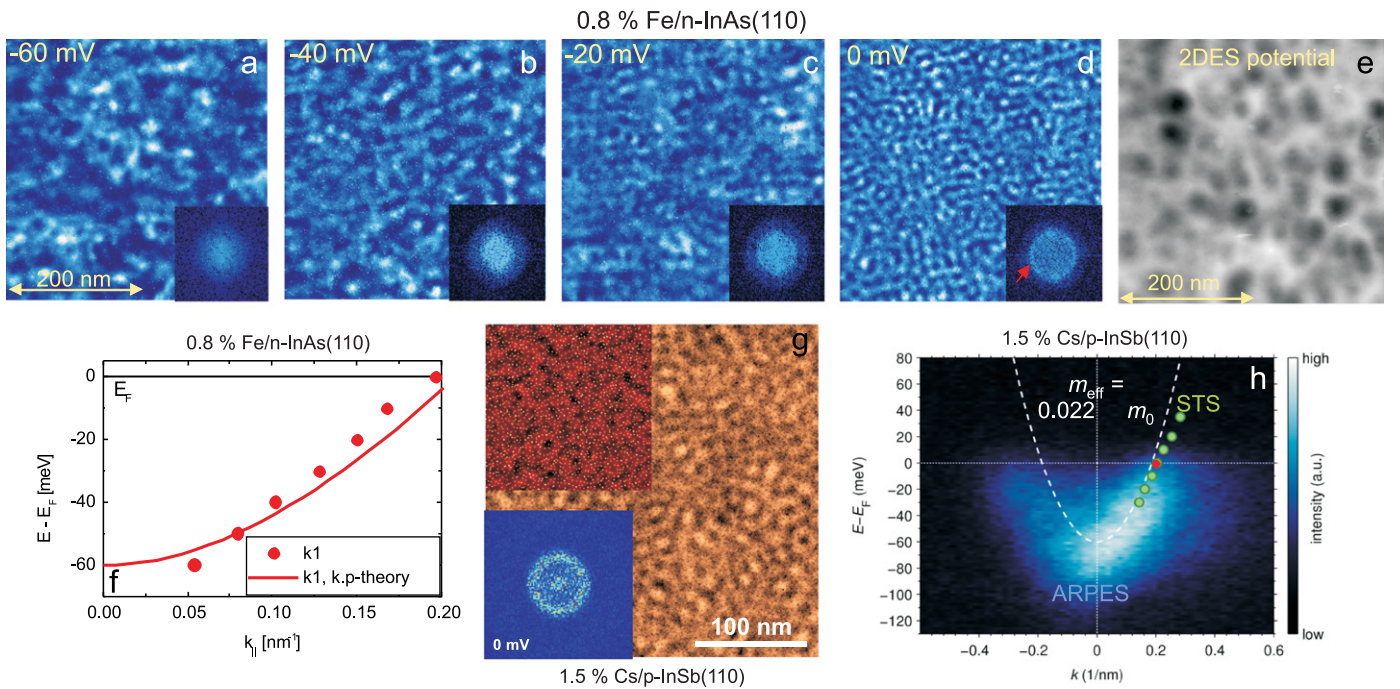 0.8 % Fe/n-InAs(110)
-60 mV
a
-40 mV
b
-20 mV
c
0 mV
d
2DES potential
e
200 nm
200 nm
0.8 % Fe/n-InAs(110)
E - E_F [meV]
0
-20
-40
-60
E_F
f
k1
k1, k.p-theory
0.00
0.05
0.10
0.15
0.20
k_|| [nm⁻¹]
g
0 mV
100 nm
1.5 % Cs/p-InSb(110)
1.5 % Cs/p-InSb(110)
E−E_F (meV)
80
60
40
20
0
−20
−40
−60
−80
−100
−120
h
m_eff =
0.022 m_0
STS
ARPES
−0.4
−0.2
0
0.2
0.4
0.6
k (1/nm)
high
intensity (a.u.)
low